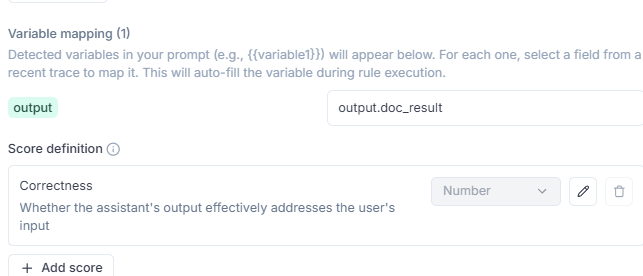 Variable mapping (1)
Detected variables in your prompt (e.g., {{variable1}}) will appear below. For each one, select a field from a
recent trace to map it. This will auto-fill the variable during rule execution.
output
output.doc_result
Score definition
Correctness
Number
Whether the assistant's output effectively addresses the user's
input
+ Add score